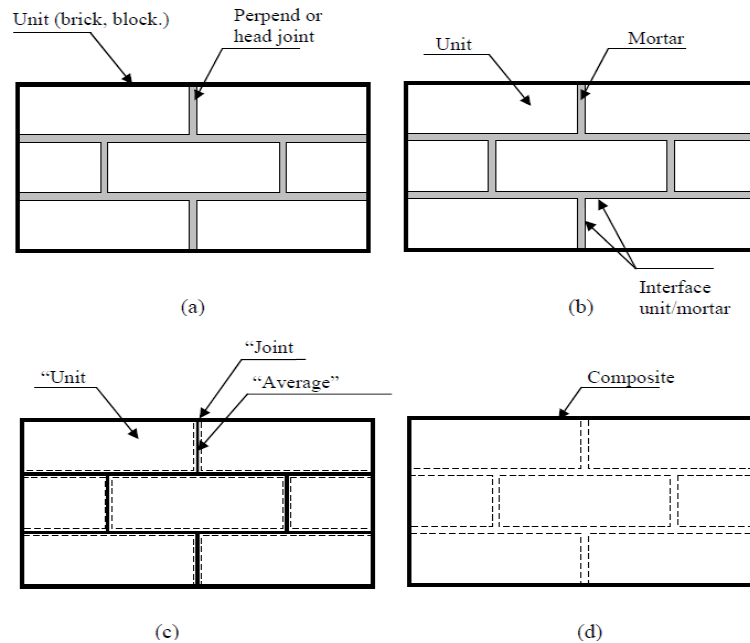 Unit (brick, block.)
Perpend or
head joint
(a)
Unit
Mortar
Interface
unit/mortar
(b)
“Unit
“Joint
“Average”
(c)
Composite
(d)